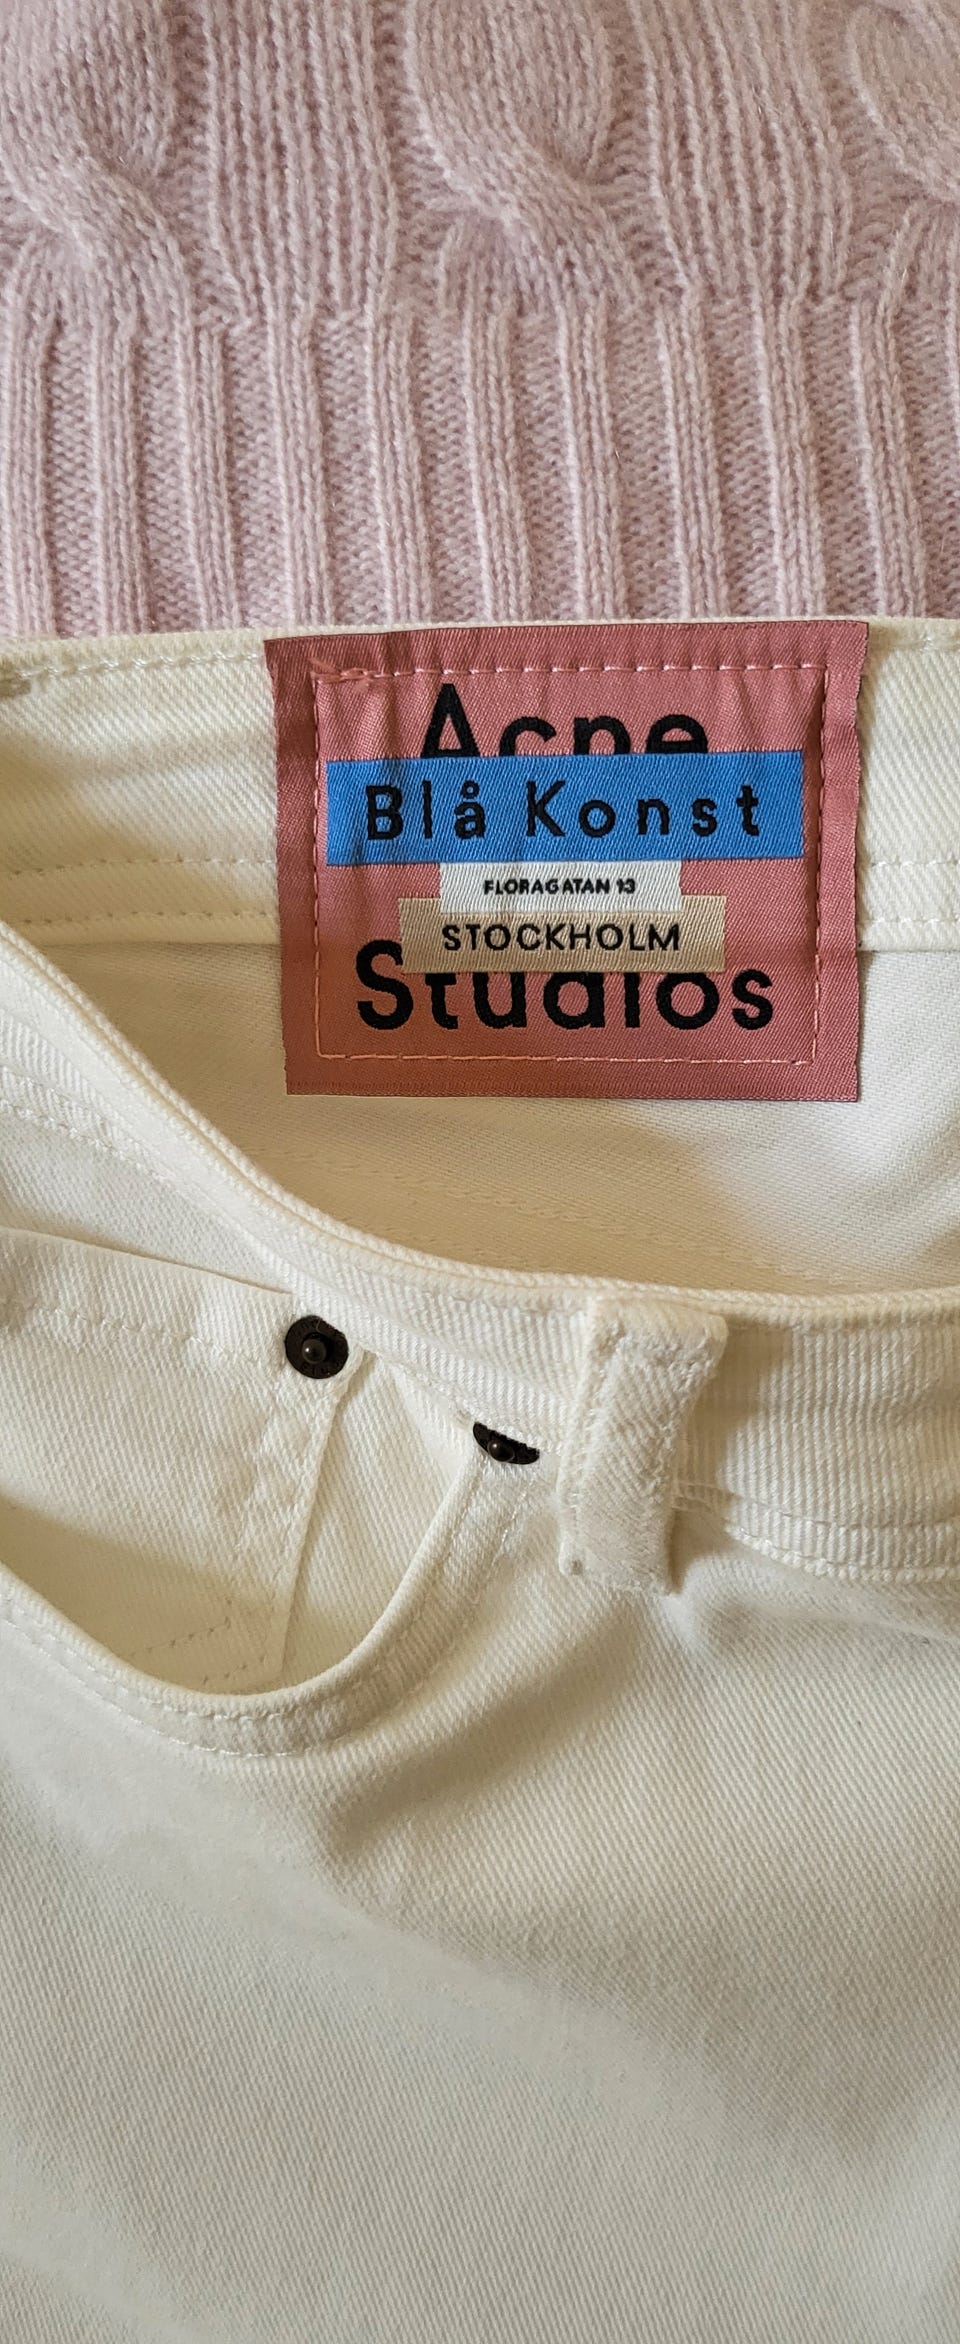 Acne
Blå Konst
FLORAGATAN 13
STOCKHOLM
Studios